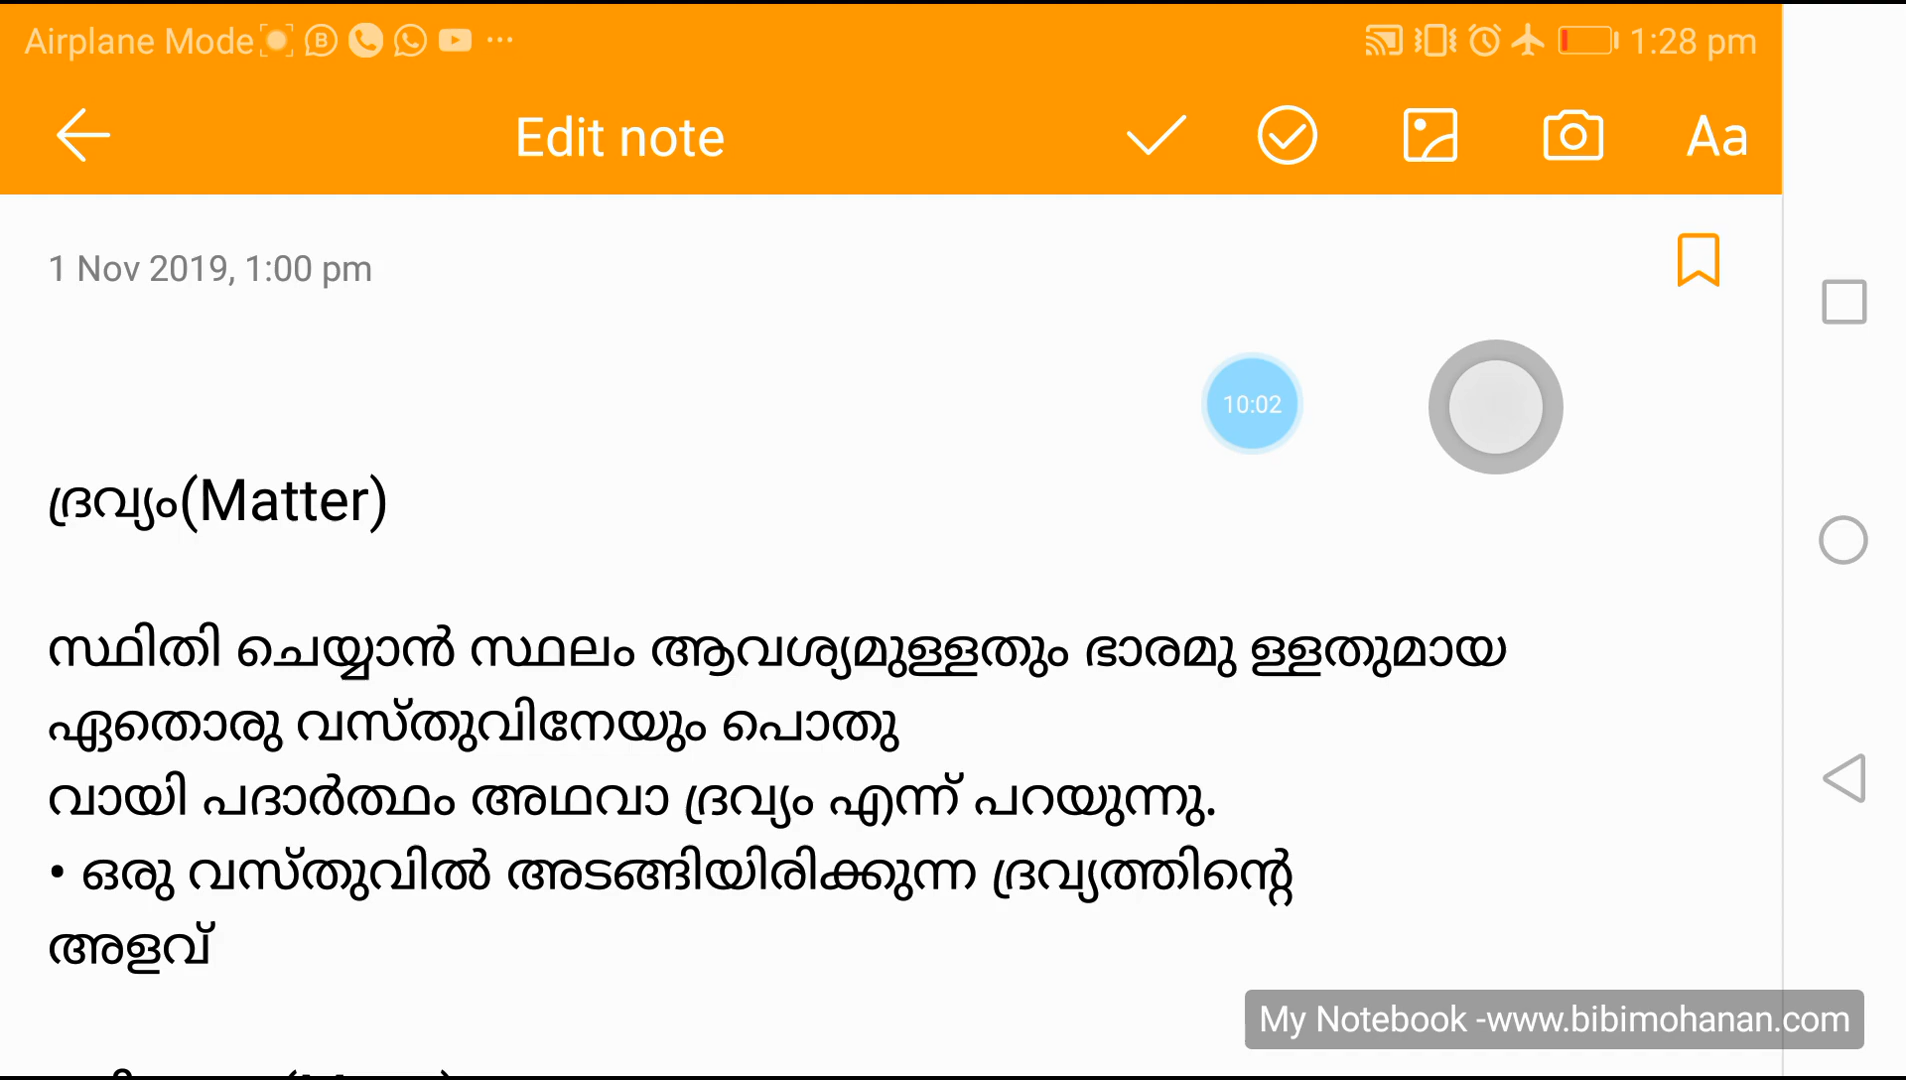 Airplane Mode
1:28 pm
Edit note
Aa
1 Nov 2019, 1:00 pm
10:02
ദ്രവ്യം(Matter)
സ്ഥിതി ചെയ്യാൻ സ്ഥലം ആവശ്യമുള്ളതും ഭാരമു ള്ളതുമായ
ഏതൊരു വസ്തുവിനേയും പൊതു
വായി പദാർത്ഥം അഥവാ ദ്രവ്യം എന്ന് പറയുന്നു.
• ഒരു വസ്തുവിൽ അടങ്ങിയിരിക്കുന്ന ദ്രവ്യത്തിന്റെ
അളവ്
My Notebook -www.bibimohanan.com